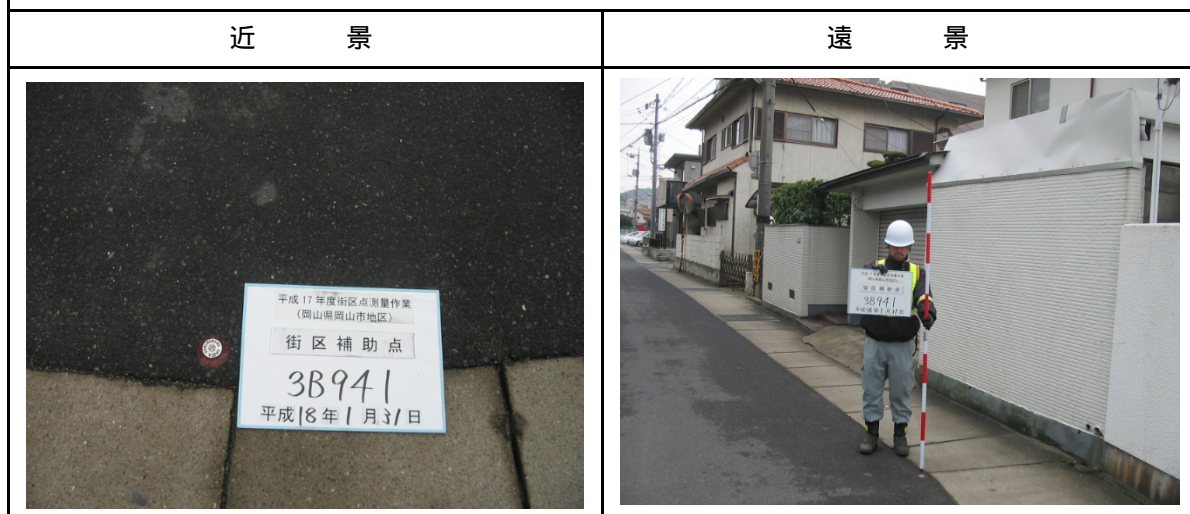 近 景
遠 景
平成 17 年度街区点測量作業
（岡山県岡山市地区）
街区補助点
3B941
平成18年1月31日
街区補助点
3B941
平成18年1月31日